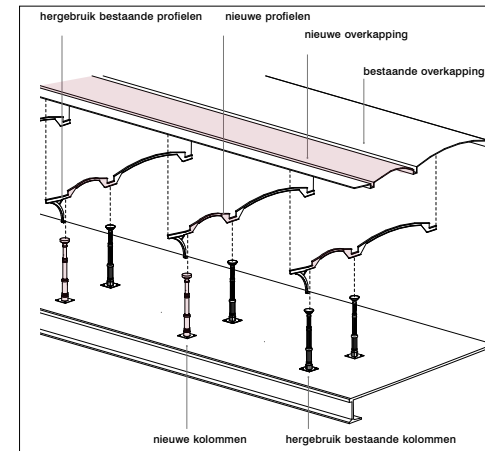 hergebruik bestaande profielen
nieuwe profielen
nieuwe overkapping
bestaande overkapping
nieuwe kolommen
hergebruik bestaande kolommen